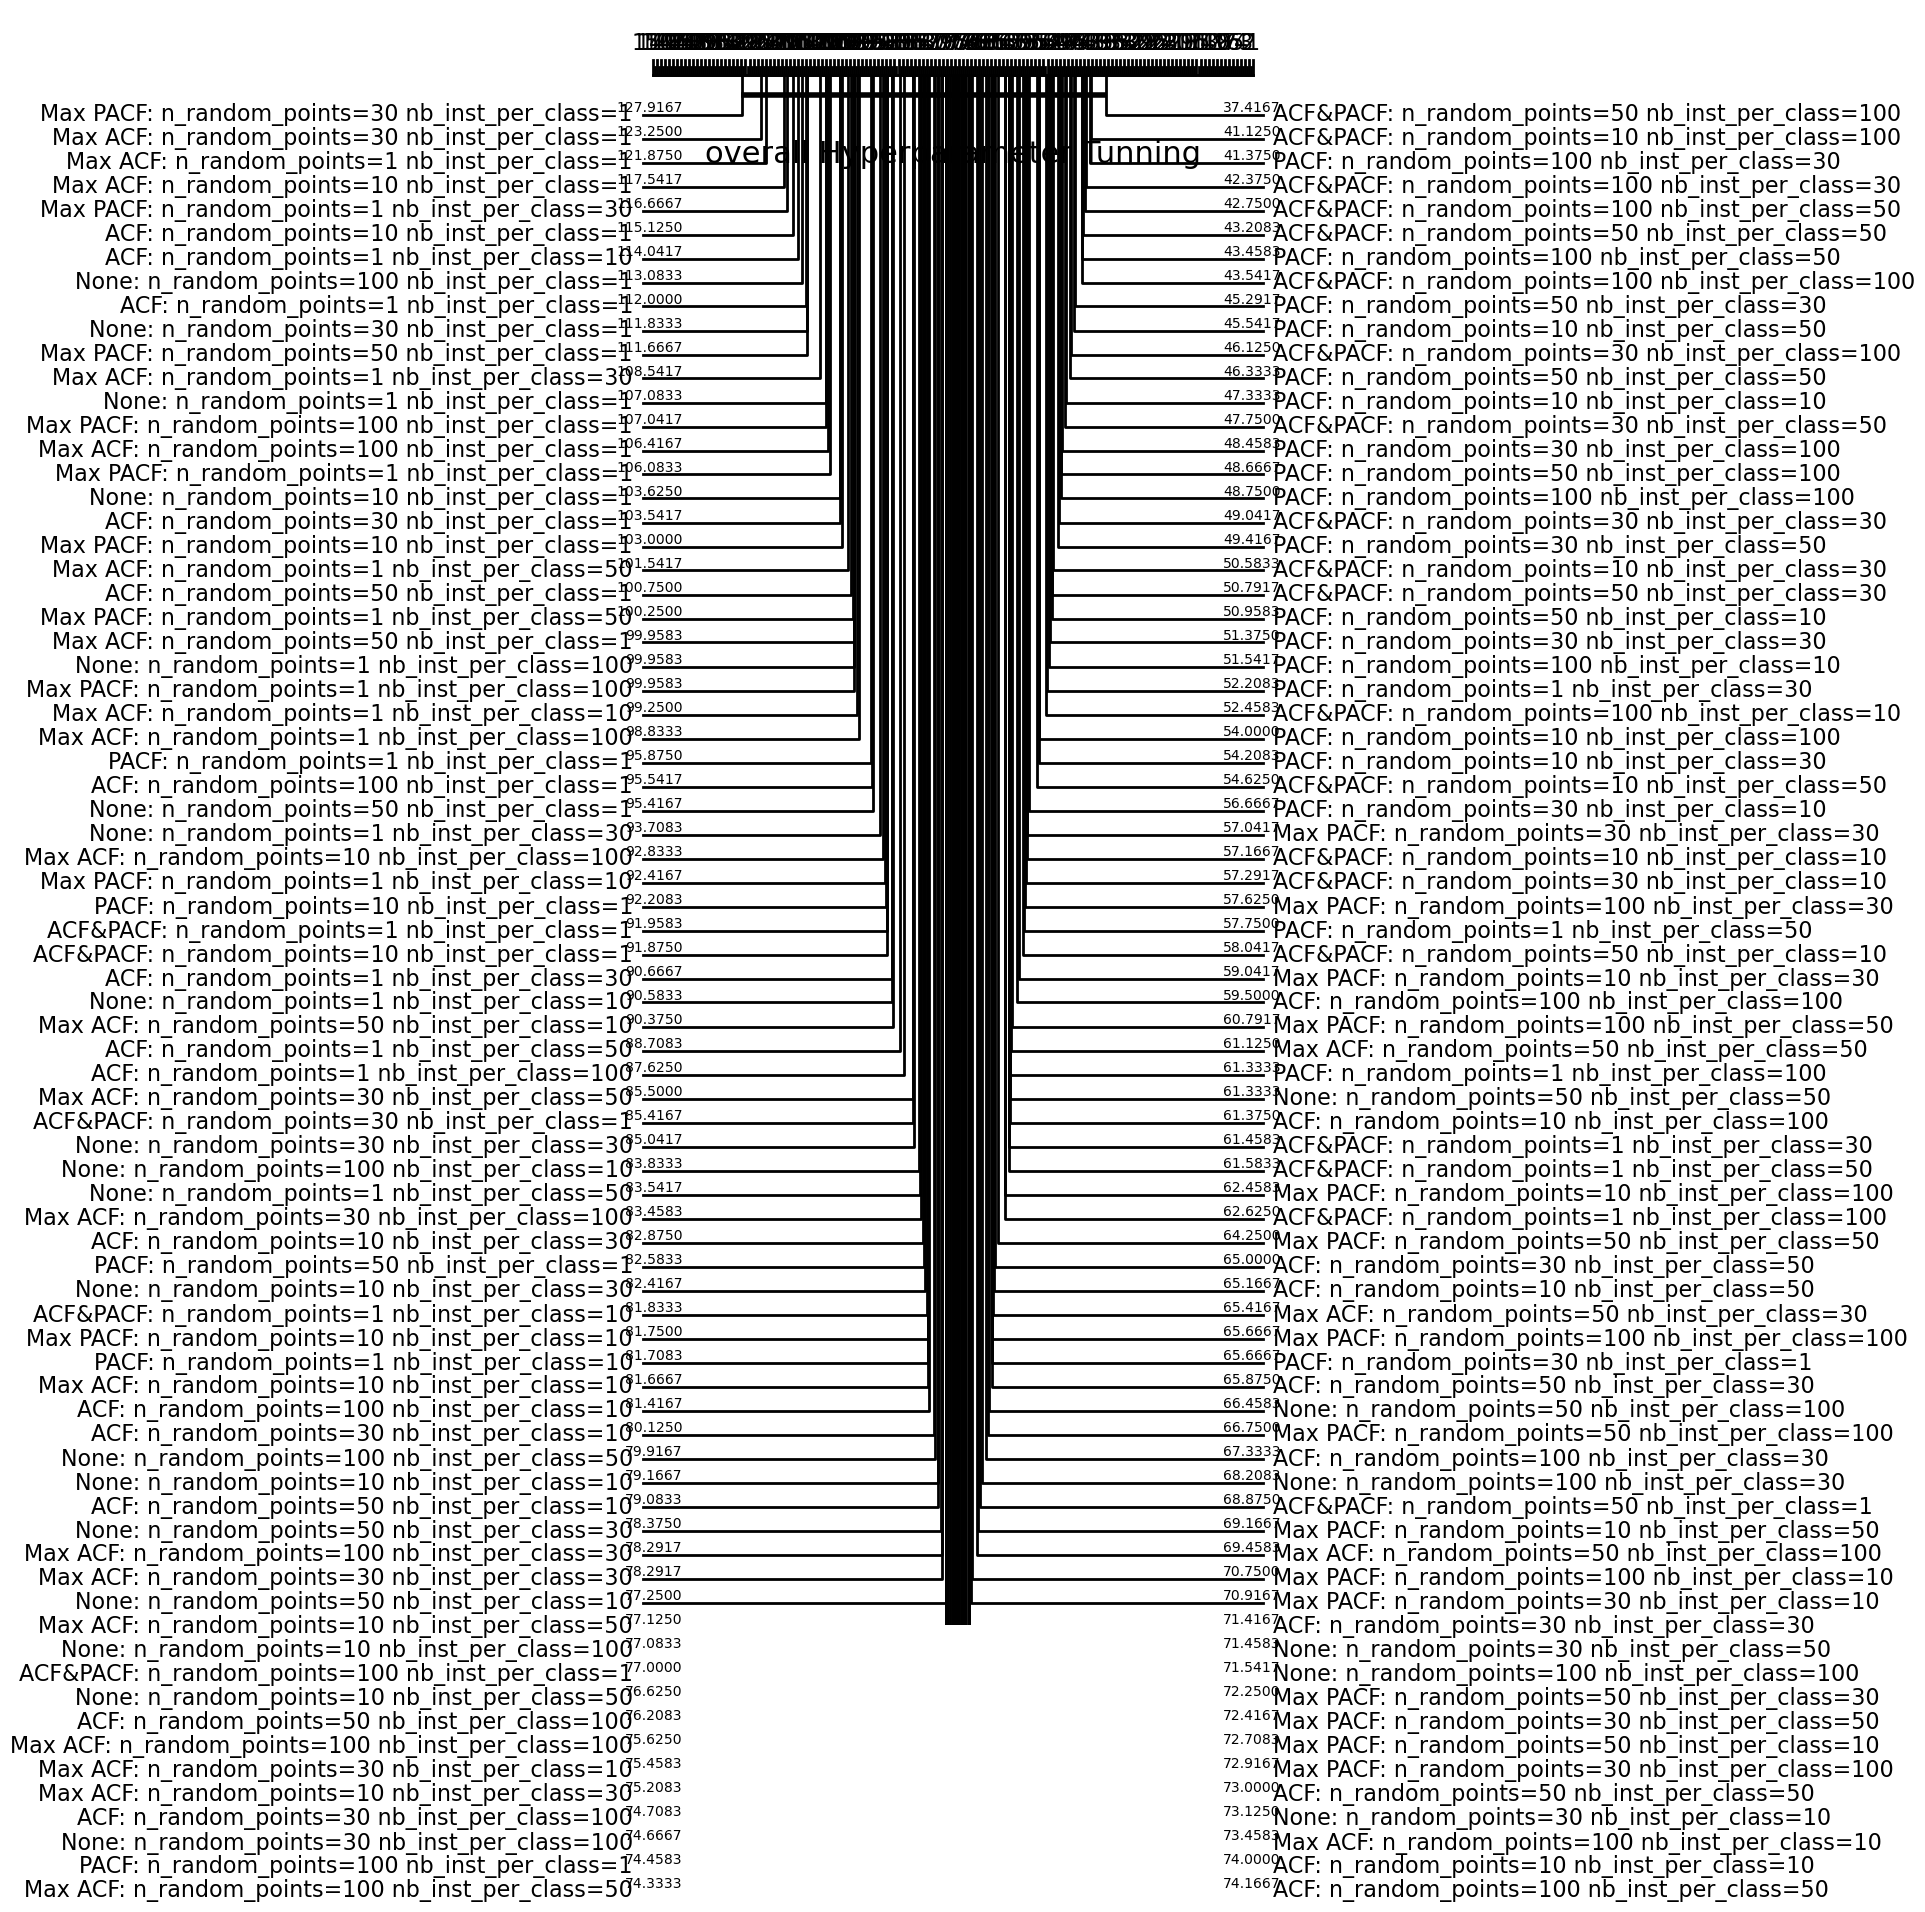 Max PACF: n_random_points=30 nb_inst_per_class=1 127.9167 37.4167 ACF&PACF: n_random_points=50 nb_inst_per_class=100
Max ACF: n_random_points=30 nb_inst_per_class=1 123.2500 41.1250 ACF&PACF: n_random_points=10 nb_inst_per_class=100
overall Hyperparameter Tunning
Max ACF: n_random_points=1 nb_inst_per_class=1 121.8750 41.3750 PACF: n_random_points=100 nb_inst_per_class=30
Max ACF: n_random_points=10 nb_inst_per_class=1 117.5417 42.3750 ACF&PACF: n_random_points=100 nb_inst_per_class=30
Max PACF: n_random_points=1 nb_inst_per_class=30 116.6667 42.7500 ACF&PACF: n_random_points=100 nb_inst_per_class=50
ACF: n_random_points=10 nb_inst_per_class=1 115.1250 43.2083 ACF&PACF: n_random_points=50 nb_inst_per_class=50
ACF: n_random_points=1 nb_inst_per_class=10 114.0417 43.4583 PACF: n_random_points=100 nb_inst_per_class=50
None: n_random_points=100 nb_inst_per_class=1 113.0833 43.5417 ACF&PACF: n_random_points=100 nb_inst_per_class=100
ACF: n_random_points=1 nb_inst_per_class=1 112.0000 45.2917 PACF: n_random_points=50 nb_inst_per_class=30
None: n_random_points=30 nb_inst_per_class=1 111.8333 45.5417 PACF: n_random_points=10 nb_inst_per_class=50
Max PACF: n_random_points=50 nb_inst_per_class=1 111.6667 46.1250 ACF&PACF: n_random_points=30 nb_inst_per_class=100
Max ACF: n_random_points=1 nb_inst_per_class=30 108.5417 46.3333 PACF: n_random_points=50 nb_inst_per_class=50
None: n_random_points=1 nb_inst_per_class=1 107.0833 47.3333 PACF: n_random_points=10 nb_inst_per_class=10
Max PACF: n_random_points=100 nb_inst_per_class=1 107.0417 47.7500 ACF&PACF: n_random_points=30 nb_inst_per_class=50
Max ACF: n_random_points=100 nb_inst_per_class=1 106.4167 48.4583 PACF: n_random_points=30 nb_inst_per_class=100
Max PACF: n_random_points=1 nb_inst_per_class=1 106.0833 48.6667 PACF: n_random_points=50 nb_inst_per_class=100
None: n_random_points=10 nb_inst_per_class=1 103.6250 48.7500 PACF: n_random_points=100 nb_inst_per_class=100
ACF: n_random_points=30 nb_inst_per_class=1 103.5417 49.0417 ACF&PACF: n_random_points=30 nb_inst_per_class=30
Max PACF: n_random_points=10 nb_inst_per_class=1 103.0000 49.4167 PACF: n_random_points=30 nb_inst_per_class=50
Max ACF: n_random_points=1 nb_inst_per_class=50 101.5417 50.5833 ACF&PACF: n_random_points=10 nb_inst_per_class=30
ACF: n_random_points=50 nb_inst_per_class=1 100.7500 50.7917 ACF&PACF: n_random_points=50 nb_inst_per_class=30
Max PACF: n_random_points=1 nb_inst_per_class=50 100.2500 50.9583 PACF: n_random_points=50 nb_inst_per_class=10
Max ACF: n_random_points=50 nb_inst_per_class=1 99.9583 51.3750 PACF: n_random_points=30 nb_inst_per_class=30
None: n_random_points=1 nb_inst_per_class=100 99.9583 51.5417 PACF: n_random_points=100 nb_inst_per_class=10
Max PACF: n_random_points=1 nb_inst_per_class=100 99.9583 52.2083 PACF: n_random_points=1 nb_inst_per_class=30
Max ACF: n_random_points=1 nb_inst_per_class=10 99.2500 52.4583 ACF&PACF: n_random_points=100 nb_inst_per_class=10
Max ACF: n_random_points=1 nb_inst_per_class=100 98.8333 54.0000 PACF: n_random_points=10 nb_inst_per_class=100
PACF: n_random_points=1 nb_inst_per_class=1 95.8750 54.2083 PACF: n_random_points=10 nb_inst_per_class=30
ACF: n_random_points=100 nb_inst_per_class=1 95.5417 54.6250 ACF&PACF: n_random_points=10 nb_inst_per_class=50
None: n_random_points=50 nb_inst_per_class=1 95.4167 56.6667 PACF: n_random_points=30 nb_inst_per_class=10
None: n_random_points=1 nb_inst_per_class=30 93.7083 57.0417 Max PACF: n_random_points=30 nb_inst_per_class=30
Max ACF: n_random_points=10 nb_inst_per_class=100 92.8333 57.1667 ACF&PACF: n_random_points=10 nb_inst_per_class=10
Max PACF: n_random_points=1 nb_inst_per_class=10 92.4167 57.2917 ACF&PACF: n_random_points=30 nb_inst_per_class=10
PACF: n_random_points=10 nb_inst_per_class=1 92.2083 57.6250 Max PACF: n_random_points=100 nb_inst_per_class=30
ACF&PACF: n_random_points=1 nb_inst_per_class=1 91.9583 57.7500 PACF: n_random_points=1 nb_inst_per_class=50
ACF&PACF: n_random_points=10 nb_inst_per_class=1 91.8750 58.0417 ACF&PACF: n_random_points=50 nb_inst_per_class=10
ACF: n_random_points=1 nb_inst_per_class=30 90.6667 59.0417 Max PACF: n_random_points=10 nb_inst_per_class=30
None: n_random_points=1 nb_inst_per_class=10 90.5833 59.5000 ACF: n_random_points=100 nb_inst_per_class=100
Max ACF: n_random_points=50 nb_inst_per_class=10 90.3750 60.7917 Max PACF: n_random_points=100 nb_inst_per_class=50
ACF: n_random_points=1 nb_inst_per_class=50 88.7083 61.1250 Max ACF: n_random_points=50 nb_inst_per_class=50
ACF: n_random_points=1 nb_inst_per_class=100 87.6250 61.3333 PACF: n_random_points=1 nb_inst_per_class=100
Max ACF: n_random_points=30 nb_inst_per_class=50 85.5000 61.3333 None: n_random_points=50 nb_inst_per_class=50
ACF&PACF: n_random_points=30 nb_inst_per_class=1 85.4167 61.3750 ACF: n_random_points=10 nb_inst_per_class=100
None: n_random_points=30 nb_inst_per_class=30 85.0417 61.4583 ACF&PACF: n_random_points=1 nb_inst_per_class=30
None: n_random_points=100 nb_inst_per_class=10 83.8333 61.5833 ACF&PACF: n_random_points=1 nb_inst_per_class=50
None: n_random_points=1 nb_inst_per_class=50 83.5417 62.4583 Max PACF: n_random_points=10 nb_inst_per_class=100
Max ACF: n_random_points=30 nb_inst_per_class=100 83.4583 62.6250 ACF&PACF: n_random_points=1 nb_inst_per_class=100
ACF: n_random_points=10 nb_inst_per_class=30 82.8750 64.2500 Max PACF: n_random_points=50 nb_inst_per_class=50
PACF: n_random_points=50 nb_inst_per_class=1 82.5833 65.0000 ACF: n_random_points=30 nb_inst_per_class=50
None: n_random_points=10 nb_inst_per_class=30 82.4167 65.1667 ACF: n_random_points=10 nb_inst_per_class=50
ACF&PACF: n_random_points=1 nb_inst_per_class=10 81.8333 65.4167 Max ACF: n_random_points=50 nb_inst_per_class=30
Max PACF: n_random_points=10 nb_inst_per_class=10 81.7500 65.6667 Max PACF: n_random_points=100 nb_inst_per_class=100
PACF: n_random_points=1 nb_inst_per_class=10 81.7083 65.6667 PACF: n_random_points=30 nb_inst_per_class=1
Max ACF: n_random_points=10 nb_inst_per_class=10 81.6667 65.8750 ACF: n_random_points=50 nb_inst_per_class=30
ACF: n_random_points=100 nb_inst_per_class=10 81.4167 66.4583 None: n_random_points=50 nb_inst_per_class=100
ACF: n_random_points=30 nb_inst_per_class=10 80.1250 66.7500 Max PACF: n_random_points=50 nb_inst_per_class=100
None: n_random_points=100 nb_inst_per_class=50 79.9167 67.3333 ACF: n_random_points=100 nb_inst_per_class=30
None: n_random_points=10 nb_inst_per_class=10 79.1667 68.2083 None: n_random_points=100 nb_inst_per_class=30
ACF: n_random_points=50 nb_inst_per_class=10 79.0833 68.8750 ACF&PACF: n_random_points=50 nb_inst_per_class=1
None: n_random_points=50 nb_inst_per_class=30 78.3750 69.1667 Max PACF: n_random_points=10 nb_inst_per_class=50
Max ACF: n_random_points=100 nb_inst_per_class=30 78.2917 69.4583 Max ACF: n_random_points=50 nb_inst_per_class=100
Max ACF: n_random_points=30 nb_inst_per_class=30 78.2917 70.7500 Max PACF: n_random_points=100 nb_inst_per_class=10
None: n_random_points=50 nb_inst_per_class=10 77.2500 70.9167 Max PACF: n_random_points=30 nb_inst_per_class=10
Max ACF: n_random_points=10 nb_inst_per_class=50 77.1250 71.4167 ACF: n_random_points=30 nb_inst_per_class=30
None: n_random_points=10 nb_inst_per_class=100 77.0833 71.4583 None: n_random_points=30 nb_inst_per_class=50
ACF&PACF: n_random_points=100 nb_inst_per_class=1 77.0000 71.5417 None: n_random_points=100 nb_inst_per_class=100
None: n_random_points=10 nb_inst_per_class=50 76.6250 72.2500 Max PACF: n_random_points=50 nb_inst_per_class=30
ACF: n_random_points=50 nb_inst_per_class=100 76.2083 72.4167 Max PACF: n_random_points=30 nb_inst_per_class=50
Max ACF: n_random_points=100 nb_inst_per_class=100 75.6250 72.7083 Max PACF: n_random_points=50 nb_inst_per_class=10
Max ACF: n_random_points=30 nb_inst_per_class=10 75.4583 72.9167 Max PACF: n_random_points=30 nb_inst_per_class=100
Max ACF: n_random_points=10 nb_inst_per_class=30 75.2083 73.0000 ACF: n_random_points=50 nb_inst_per_class=50
ACF: n_random_points=30 nb_inst_per_class=100 74.7083 73.1250 None: n_random_points=30 nb_inst_per_class=10
None: n_random_points=30 nb_inst_per_class=100 74.6667 73.4583 Max ACF: n_random_points=100 nb_inst_per_class=10
PACF: n_random_points=100 nb_inst_per_class=1 74.4583 74.0000 ACF: n_random_points=10 nb_inst_per_class=10
Max ACF: n_random_points=100 nb_inst_per_class=50 74.3333 74.1667 ACF: n_random_points=100 nb_inst_per_class=50